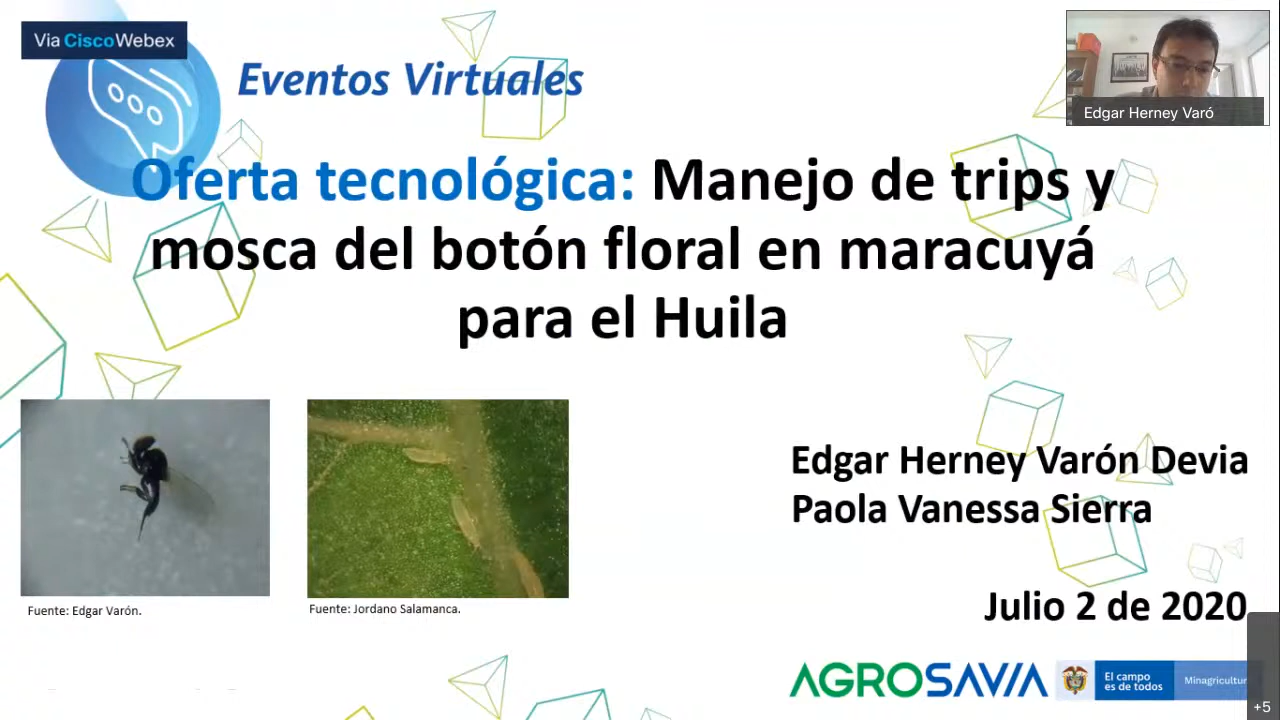 Via Cisco Webex
Eventos Virtuales
Edgar Herney Varó
Oferta tecnológica: Manejo de trips y
mosca del botón floral en maracuyá
para el Huila
Edgar Herney Varón Devia
Paola Vanessa Sierra
Fuente: Edgar Varón.
Fuente: Jordano Salamanca.
Julio 2 de 2020
AGROSAVIA
El campo
es de todos
Minagricultur
+5